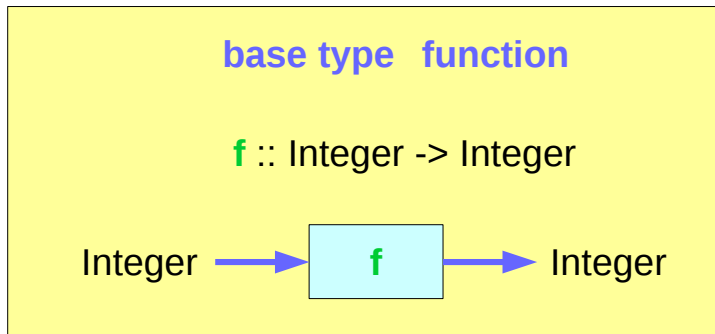 base type function
f :: Integer -> Integer
Integer f Integer